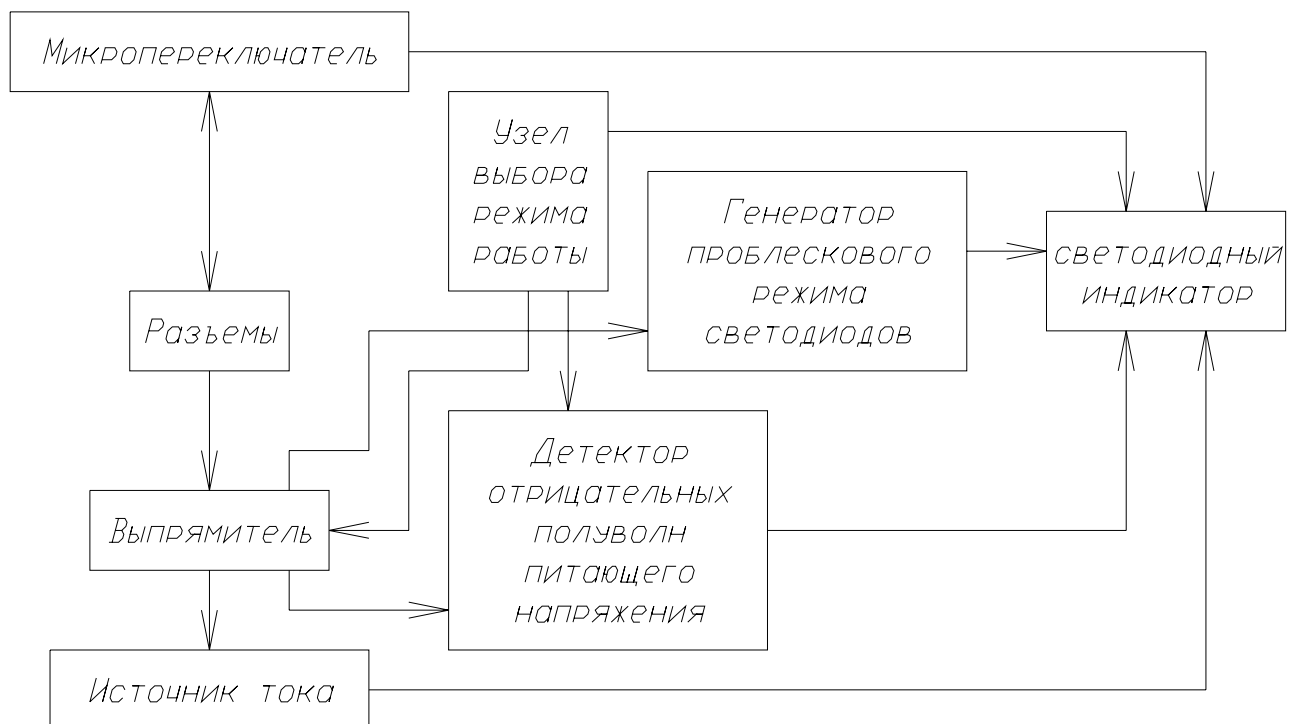 Микропереключатель
Узел
выбора
режима
работы
Генератор
проблескового
режима
светодиодов
светодиодный
индикатор
Разъемы
Детектор
отрицательных
полуволн
питающего
напряжения
Выпрямитель
Источник тока